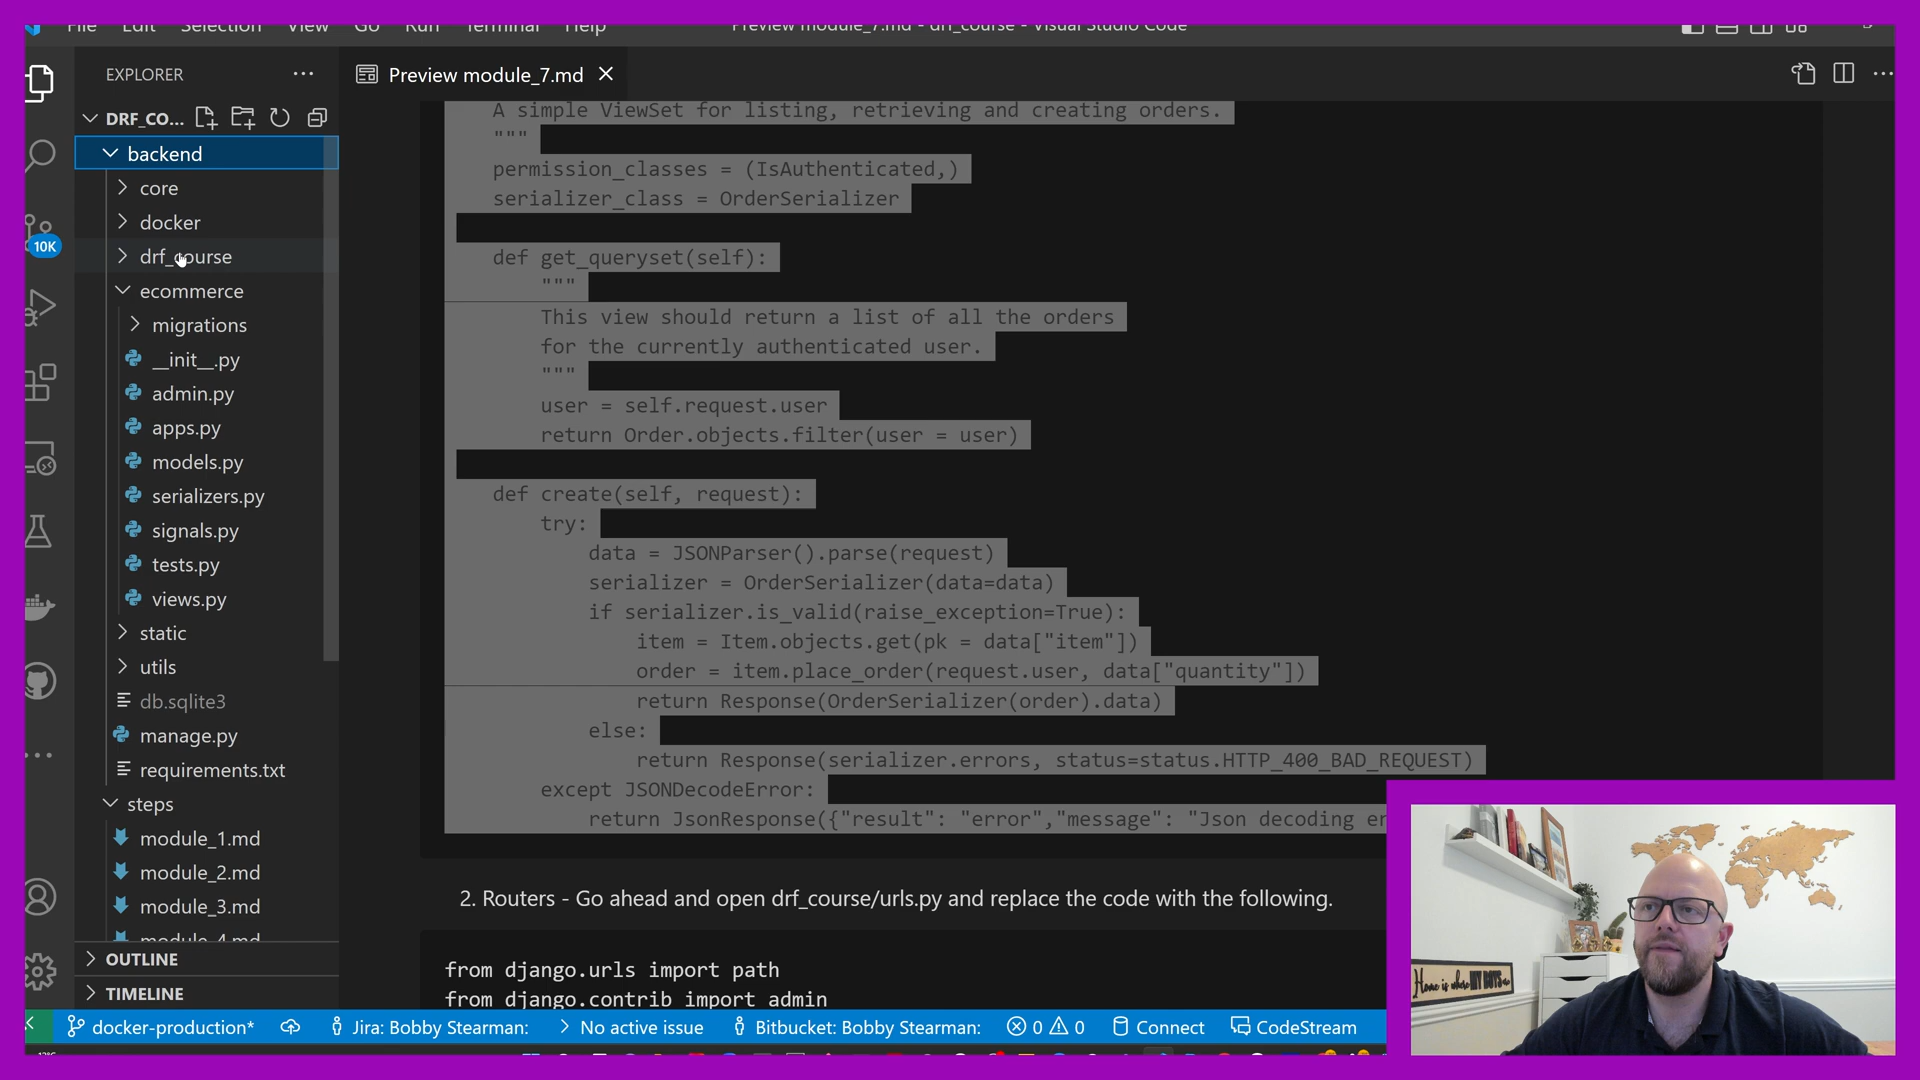 File Edit Selection View Go Run Terminal Help
Preview module_7.md - drf_course - Visual Studio Code
EXPLORER
Preview module_7.md
DRF_CO...
backend
core
docker
drf_course
ecommerce
migrations
__init__.py
admin.py
apps.py
models.py
serializers.py
signals.py
tests.py
views.py
static
utils
db.sqlite3
manage.py
requirements.txt
steps
module_1.md
module_2.md
module_3.md
module_4.md
OUTLINE
TIMELINE
10K
A simple ViewSet for listing, retrieving and creating orders.
"""
permission_classes = (IsAuthenticated,)
serializer_class = OrderSerializer
def get_queryset(self):
"""
This view should return a list of all the orders
for the currently authenticated user.
"""
user = self.request.user
return Order.objects.filter(user = user)
def create(self, request):
try:
data = JSONParser().parse(request)
serializer = OrderSerializer(data=data)
if serializer.is_valid(raise_exception=True):
item = Item.objects.get(pk = data["item"])
order = item.place_order(request.user, data["quantity"])
return Response(OrderSerializer(order).data)
else:
return Response(serializer.errors, status=status.HTTP_400_BAD_REQUEST)
except JSONDecodeError:
return JsonResponse({"result": "error","message": "Json decoding er
2. Routers - Go ahead and open drf_course/urls.py and replace the code with the following.
from django.urls import path
from django.contrib import admin
Home is where MY BOYS
docker-production* Jira: Bobby Stearman: No active issue Bitbucket: Bobby Stearman: 0 0 Connect CodeStream